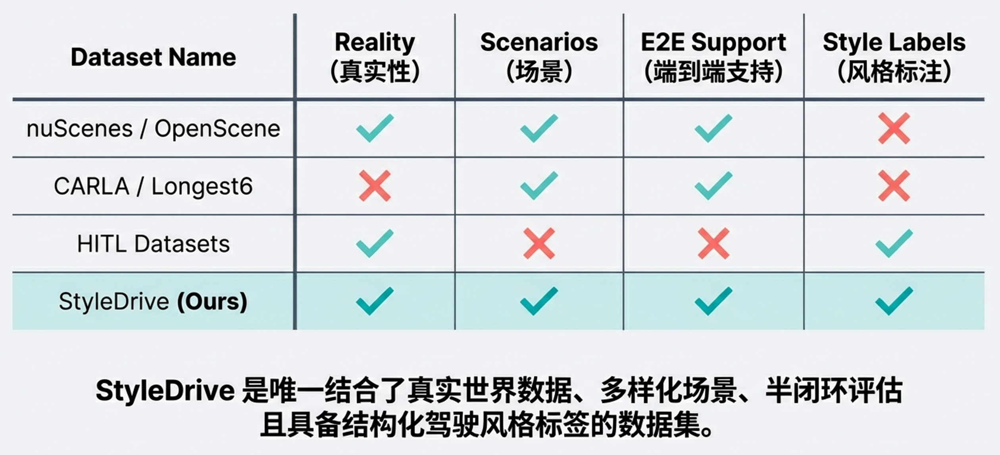 Dataset Name
Reality
(真实性)
Scenarios
(场景)
E2E Support
(端到端支持)
Style Labels
(风格标注)
nuScenes / OpenScene
CARLA / Longest6
HITL Datasets
StyleDrive (Ours)
StyleDrive 是唯一结合了真实世界数据、多样化场景、半闭环评估
且具备结构化驾驶风格标签的数据集。